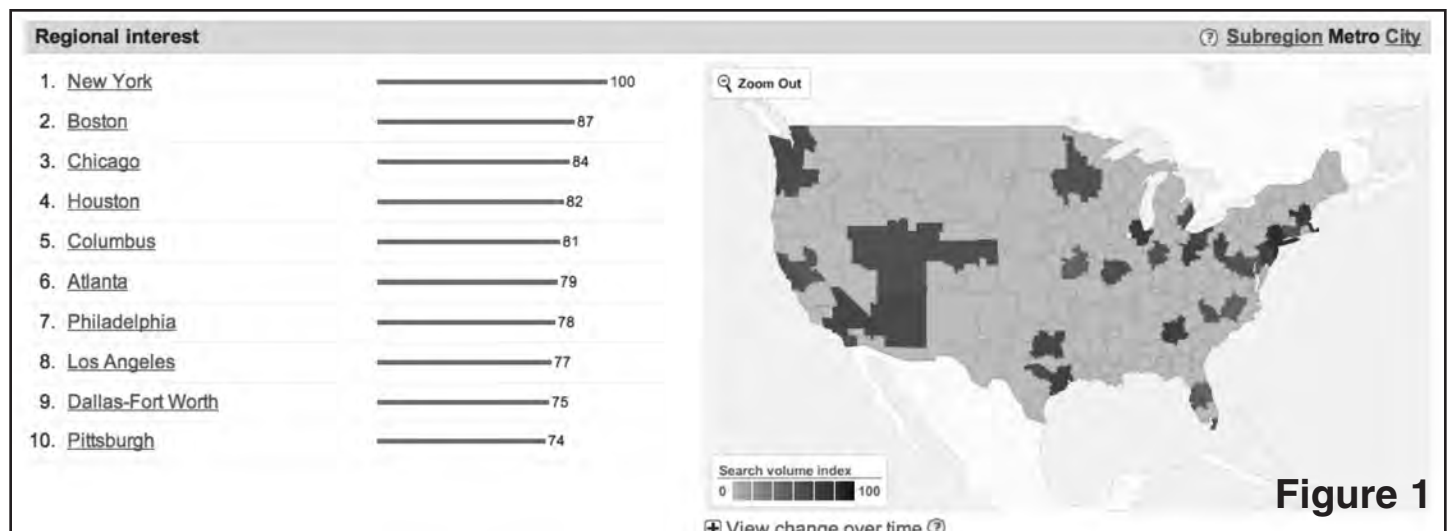 Regional interest
Subregion Metro City
1. New York 100
2. Boston 87
3. Chicago 84
4. Houston 82
5. Columbus 81
6. Atlanta 79
7. Philadelphia 78
8. Los Angeles 77
9. Dallas-Fort Worth 75
10. Pittsburgh 74
Zoom Out
Search volume index
0 100
View change over time
Figure 1